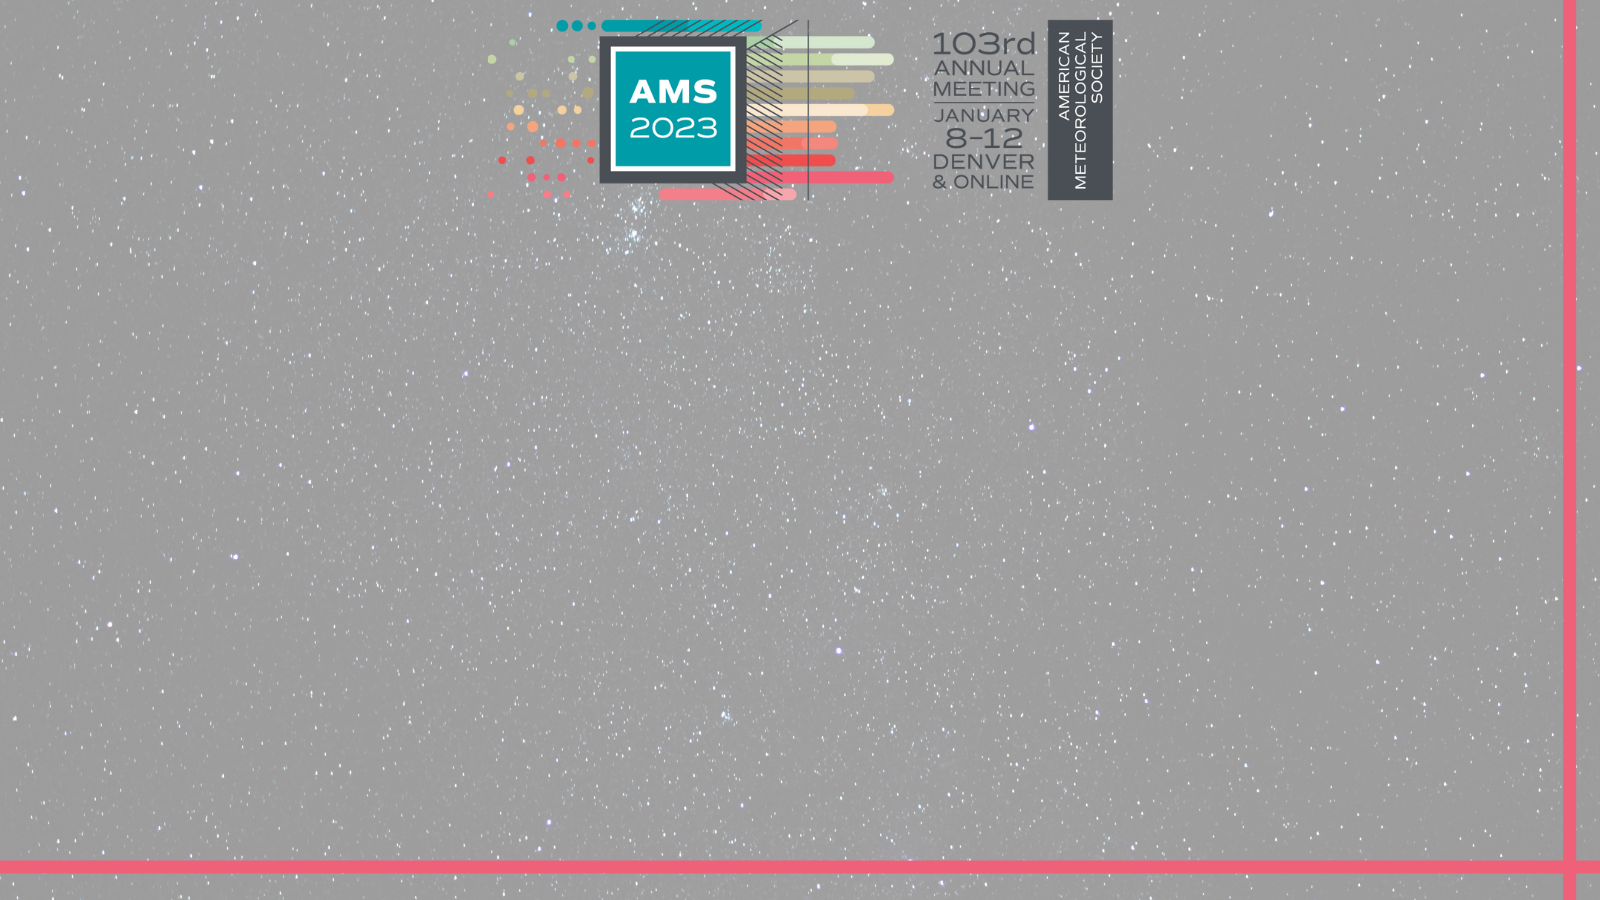 AMS
2023
103rd
ANNUAL
MEETING
JANUARY
8–12
DENVER
& ONLINE
AMERICAN
METEOROLOGICAL
SOCIETY